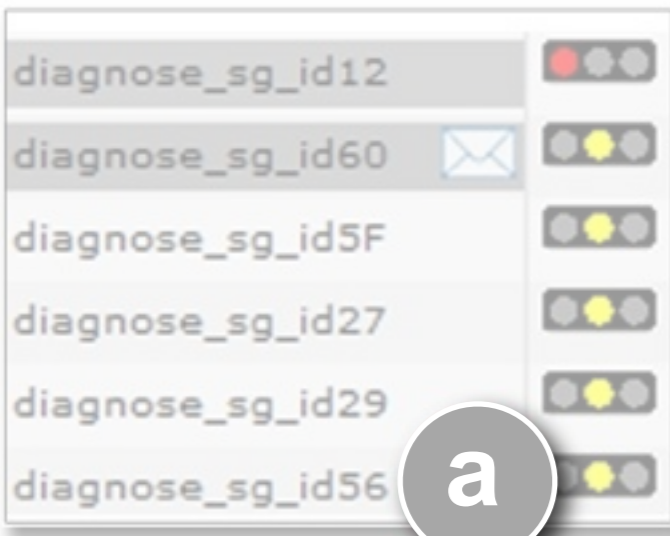 diagnose_sg_id12
diagnose_sg_id60
diagnose_sg_id5F
diagnose_sg_id27
diagnose_sg_id29
diagnose_sg_id56
a